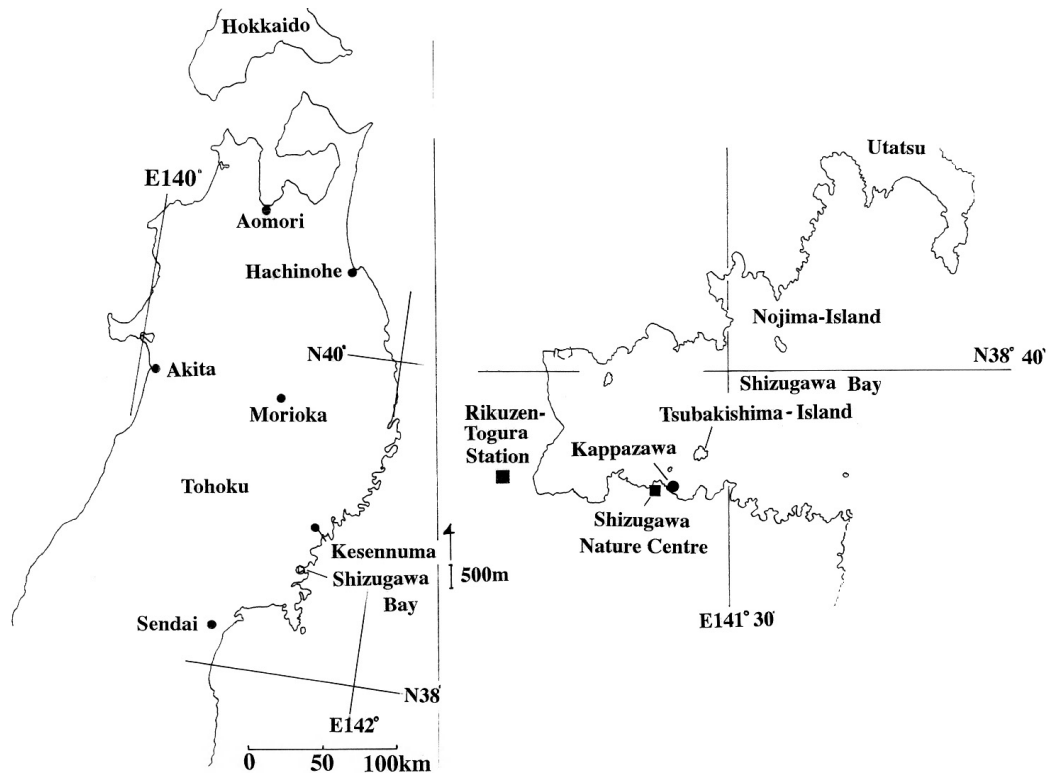 Hokkaido
E140°
Aomori
Hachinohe
N40°
Akita
Morioka
Tohoku
Kesennuma
Shizugawa
Bay
500m
Sendai
N38°
E142°
0 50 100km
Utatsu
Nojima-Island
N38° 40'
Shizugawa Bay
Tsubakishima-Island
Rikuzen-
Togura
Station
Kappazawa
Shizugawa
Nature Centre
E141° 30'